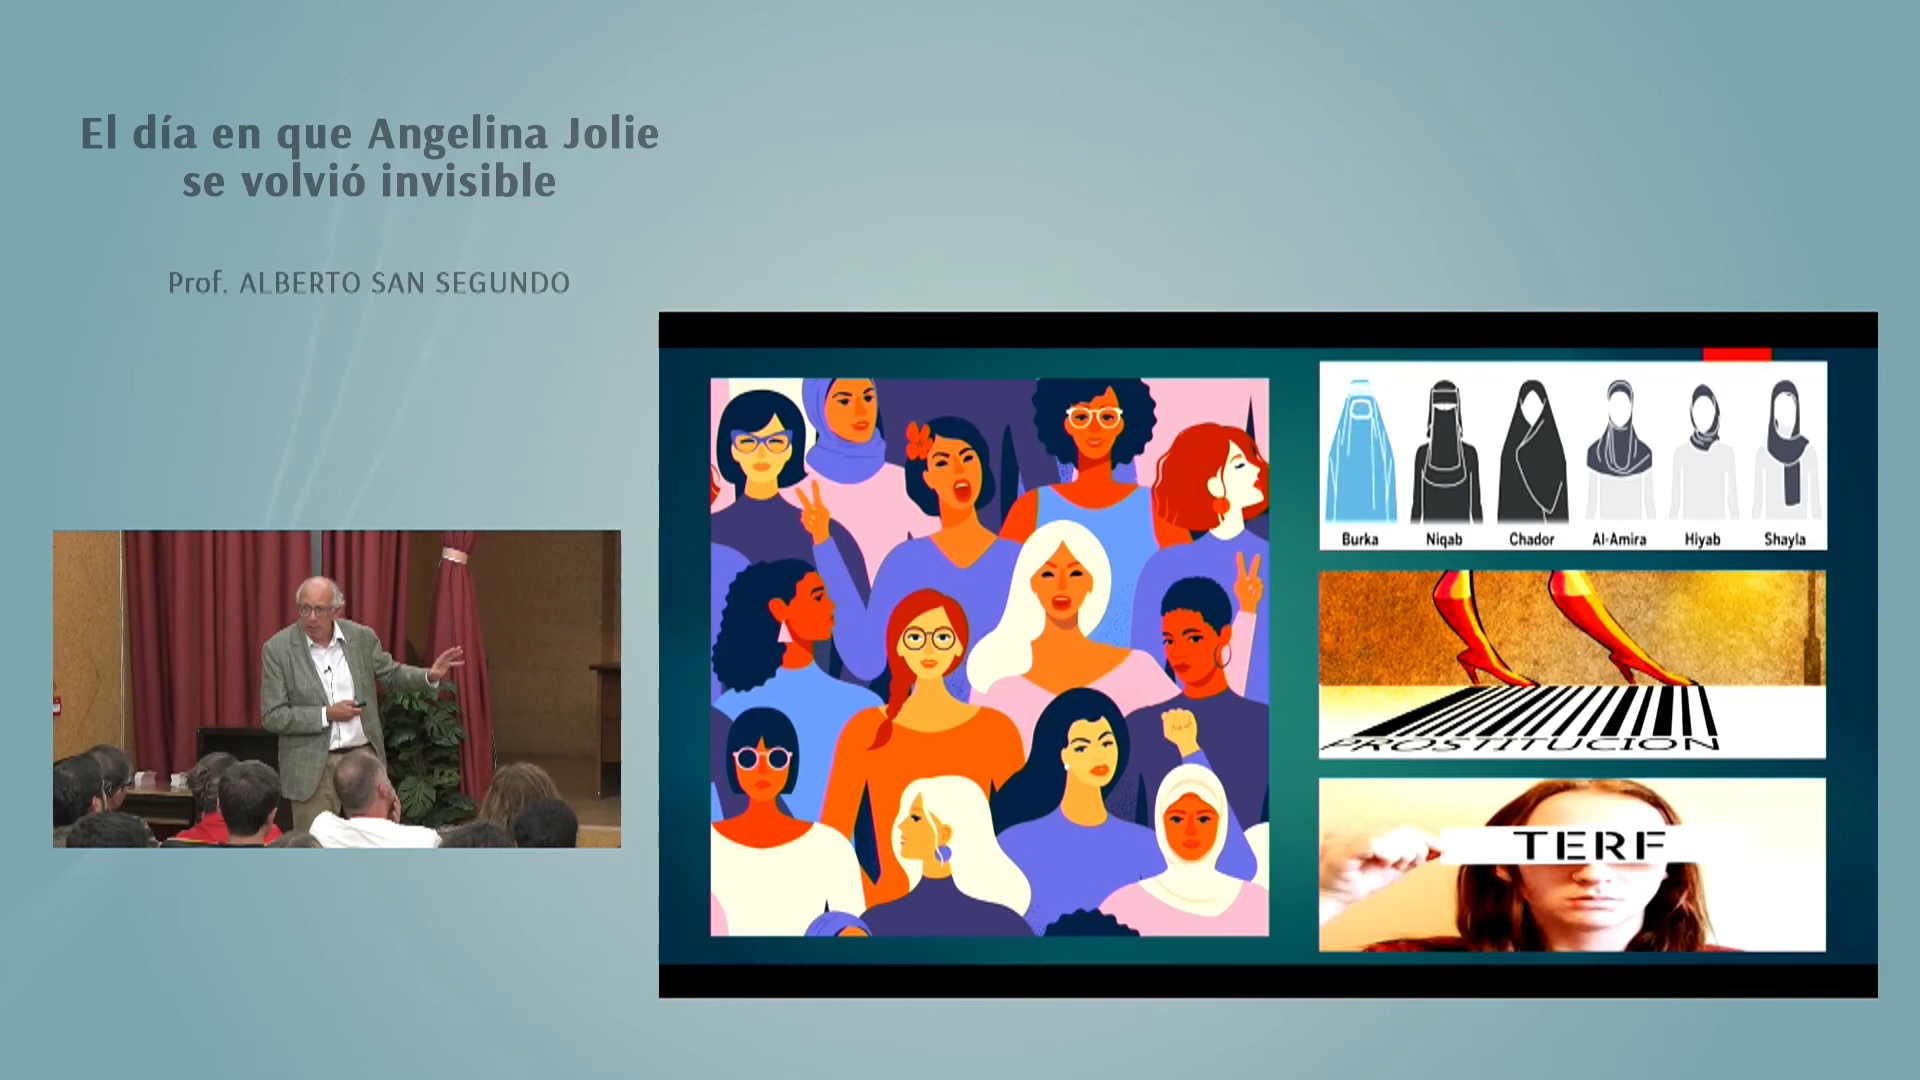 El día en que Angelina Jolie
se volvió invisible
Prof. ALBERTO SAN SEGUNDO
Burka Niqab Chador Al-Amira Hiyab Shayla
PROSTITUCION
TERF